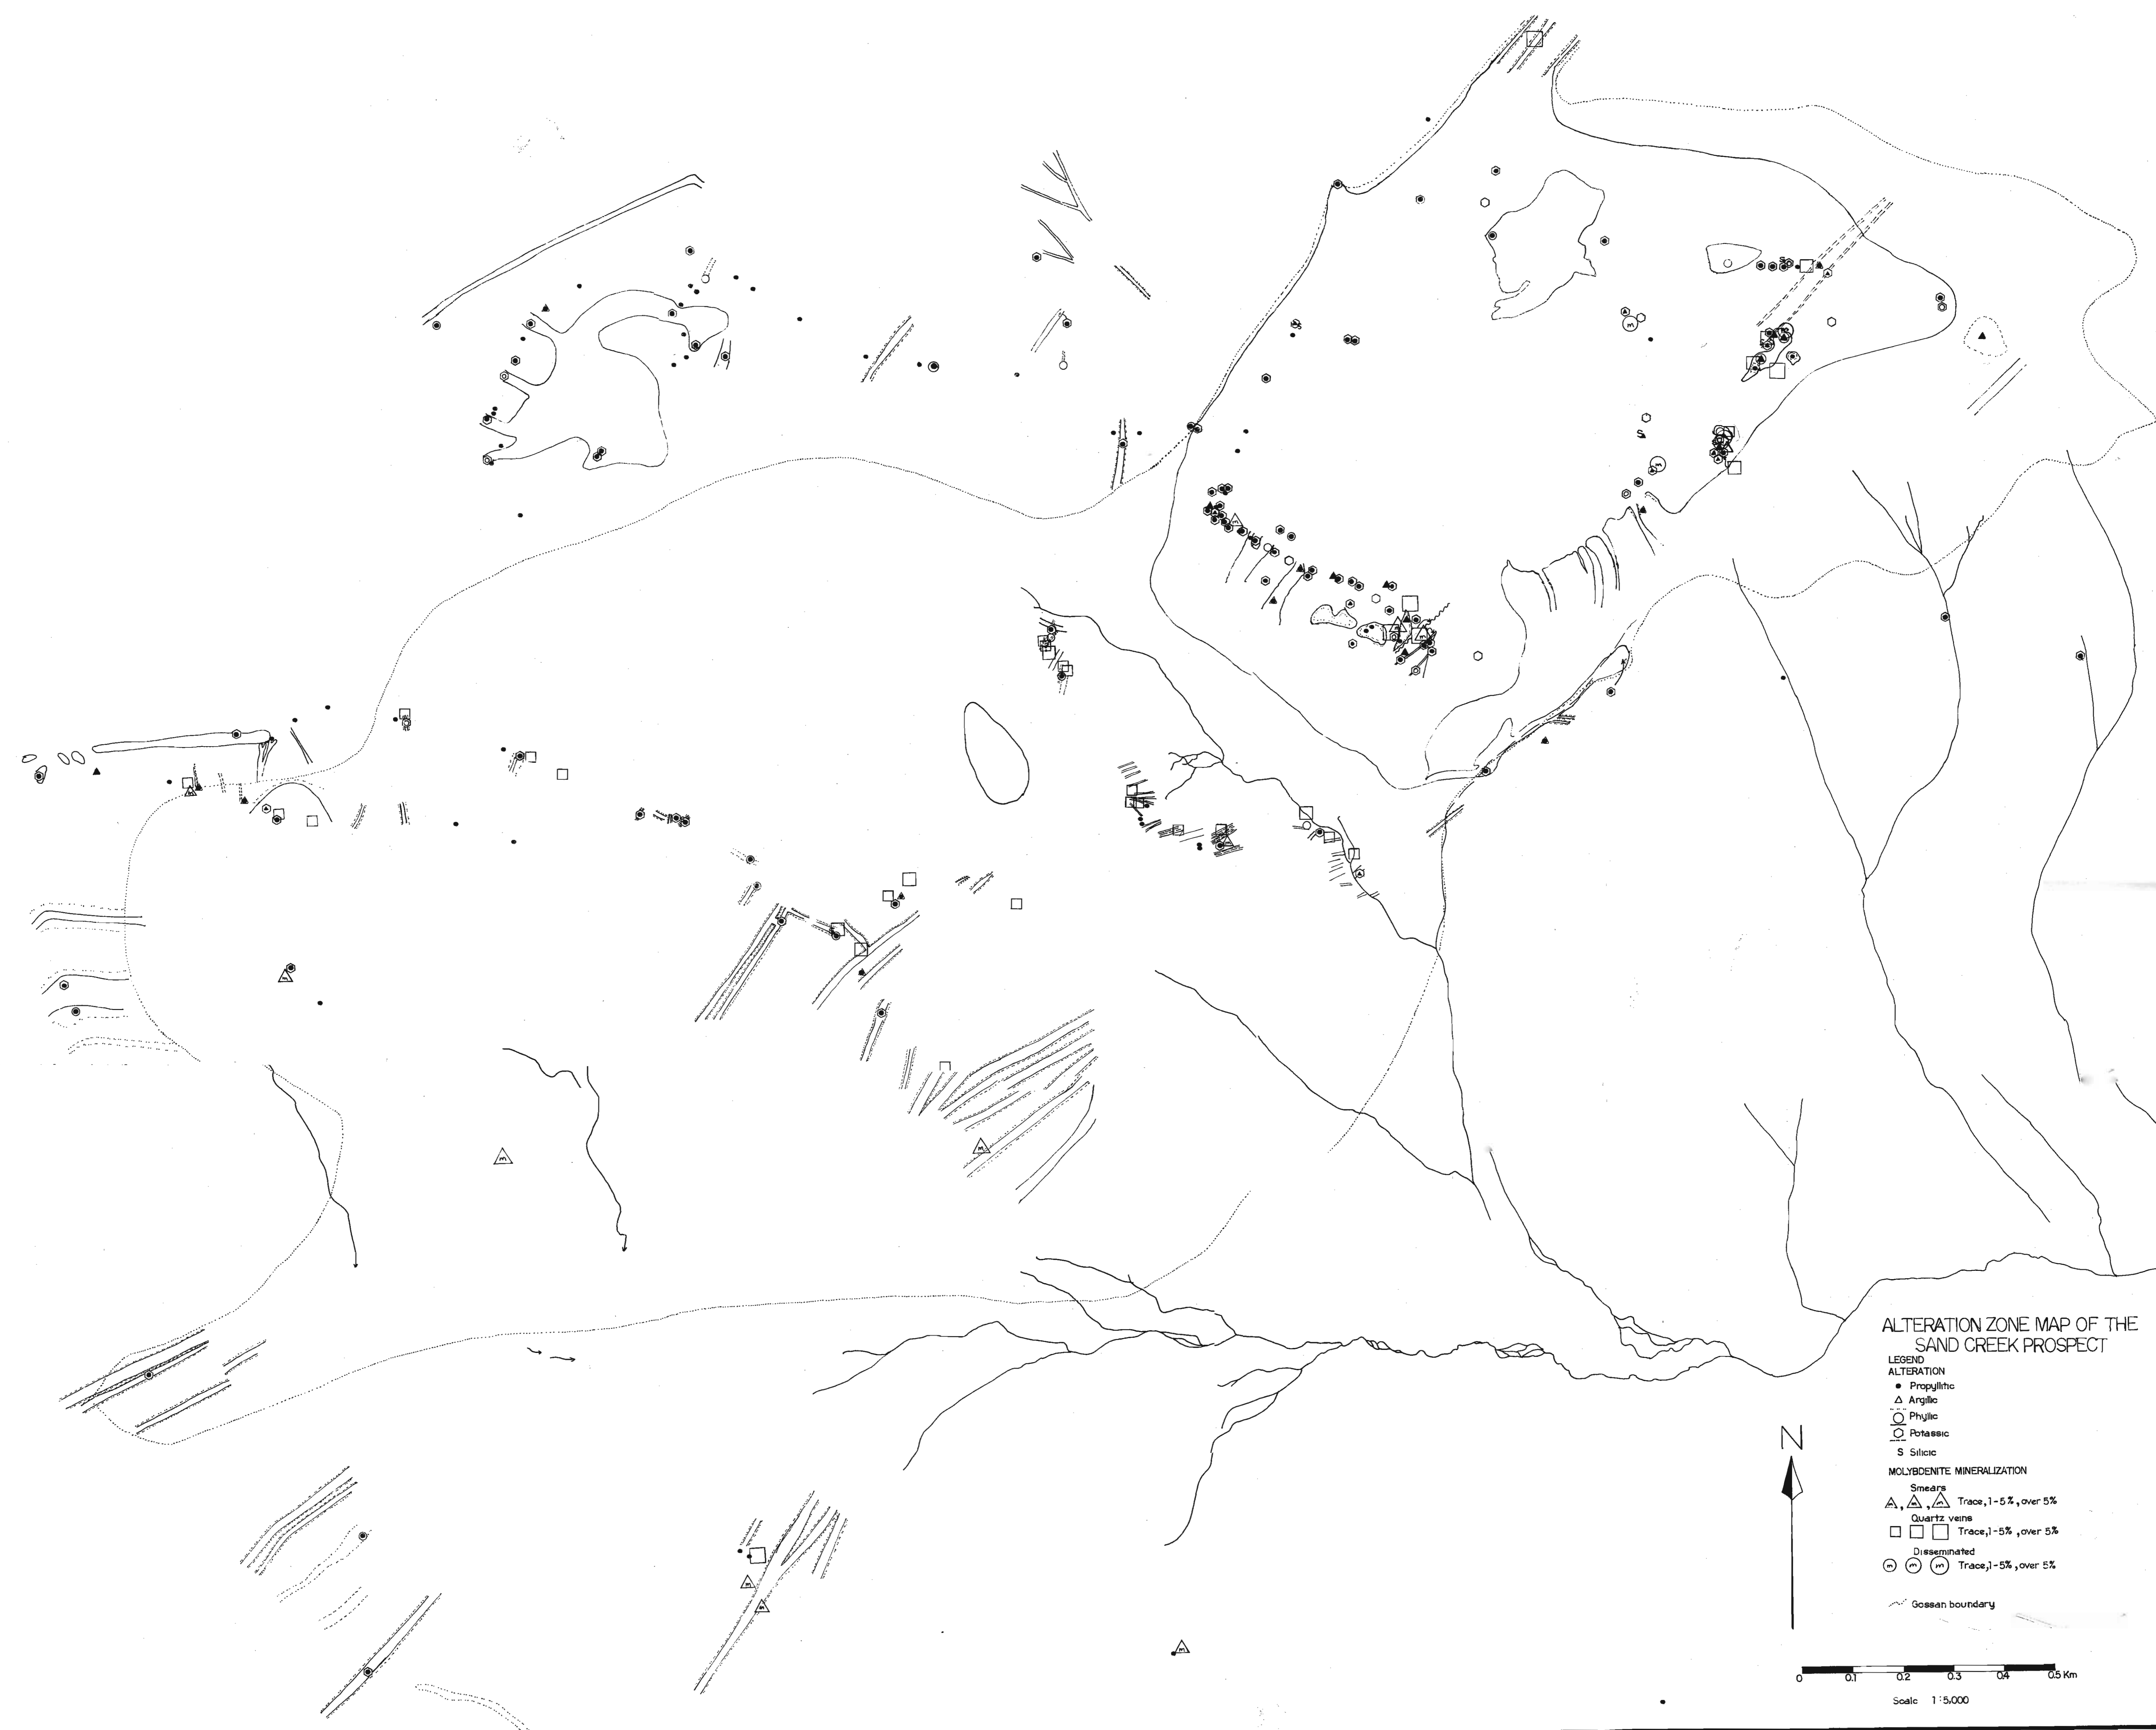 ALTERATION ZONE MAP OF THE
SAND CREEK PROSPECT
LEGEND
ALTERATION
Propyllitic
Argillic
Phyllic
Potassic
S Silicic
MOLYBDENITE MINERALIZATION
Smears
Trace, 1-5%, over 5%
Quartz veins
Trace, 1-5%, over 5%
Disseminated
Trace, 1-5%, over 5%
Gossan boundary
N
0 0.1 0.2 0.3 0.4 0.5 Km
Scale 1:5,000
S